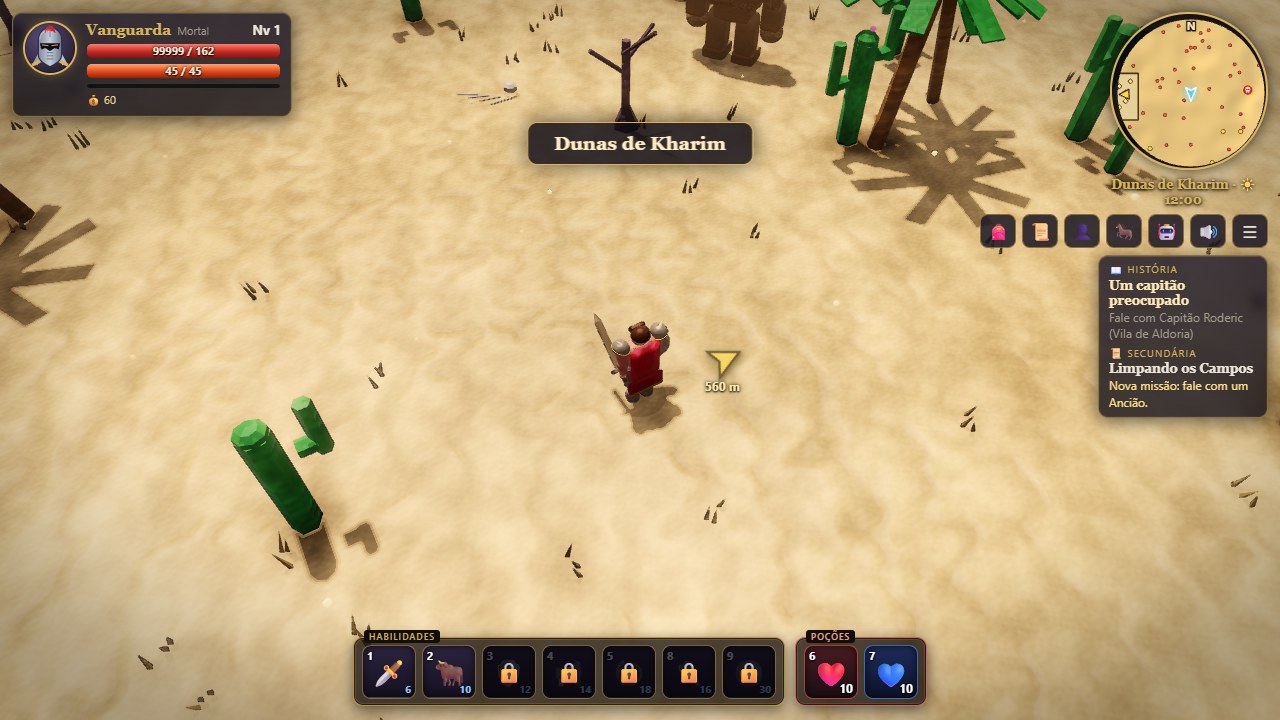 Vanguarda Mortal Nv 1
99999 / 162
45 / 45
60
Dunas de Kharim
N
Dunas de Kharim ·
12:00
HISTÓRIA
Um capitão
preocupado
Fale com Capitão Roderic
(Vila de Aldoria)
SECUNDÁRIA
Limpando os Campos
Nova missão: fale com um
Ancião.
560 m
HABILIDADES
1 6
2 10
3 12
4 14
5 18
8 16
9 30
POÇÕES
6 10
7 10